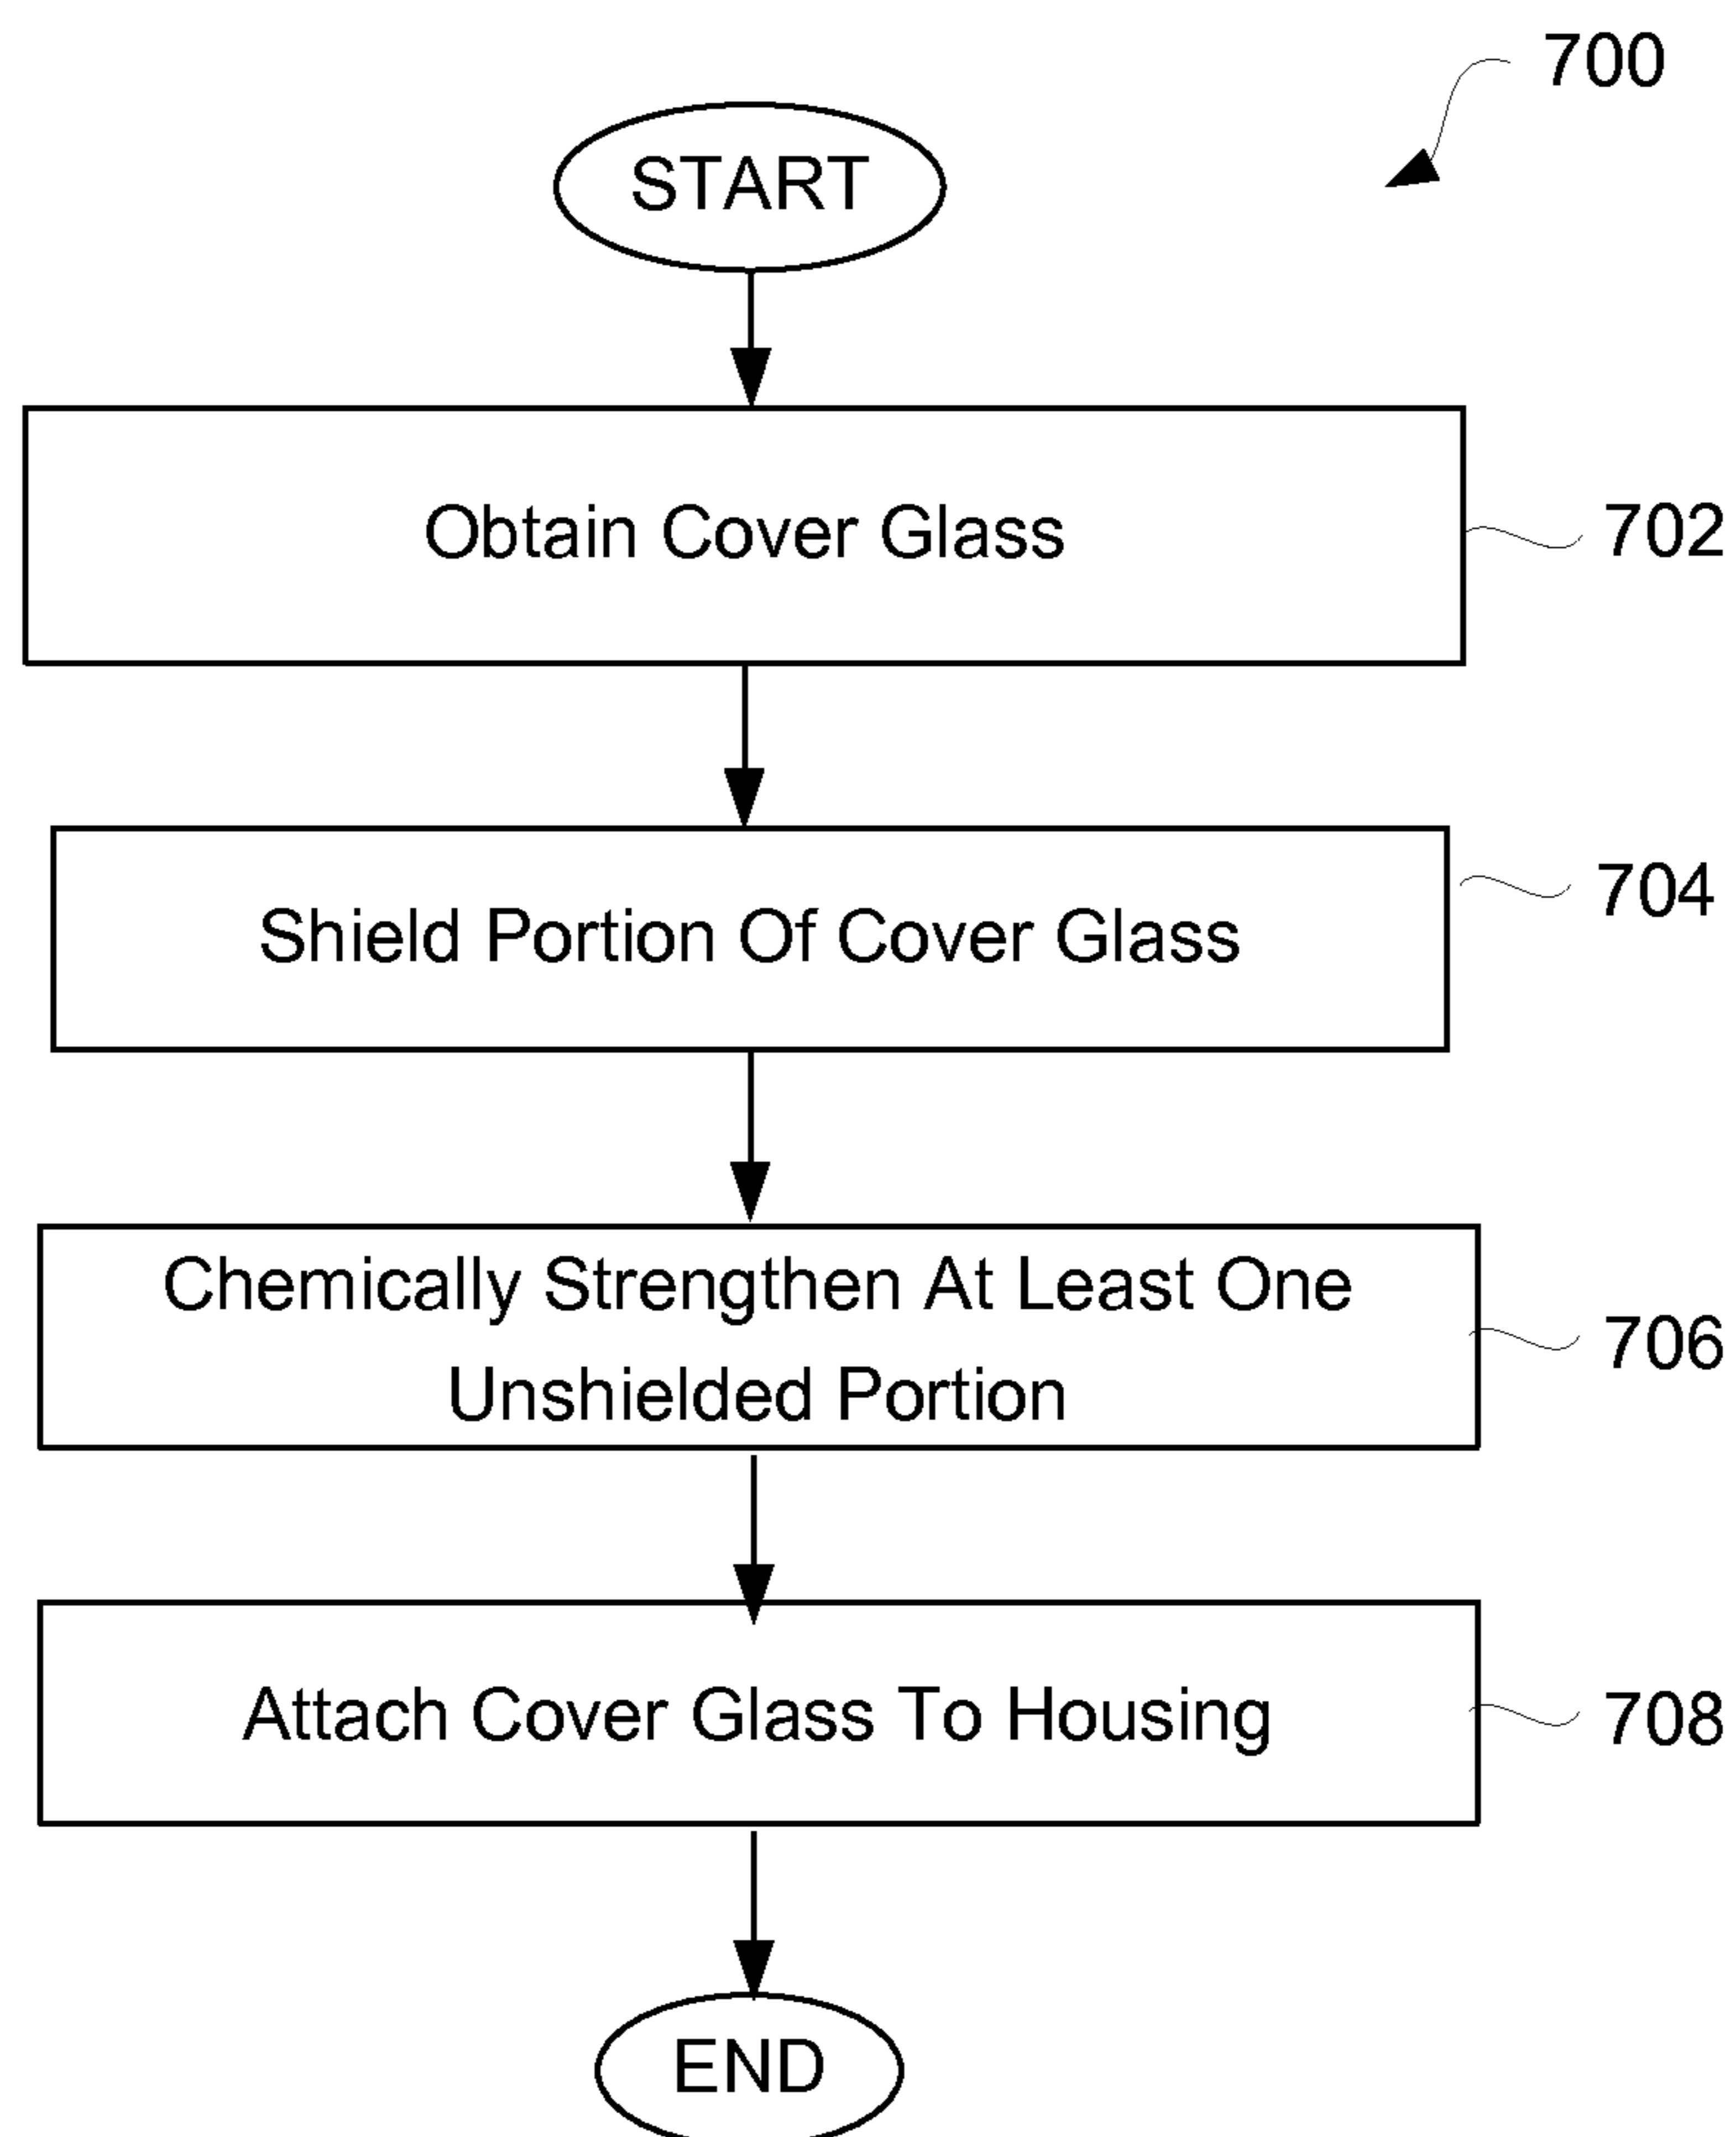 700
START
Obtain Cover Glass
702
Shield Portion Of Cover Glass
704
Chemically Strengthen At Least One
Unshielded Portion
706
Attach Cover Glass To Housing
708
END